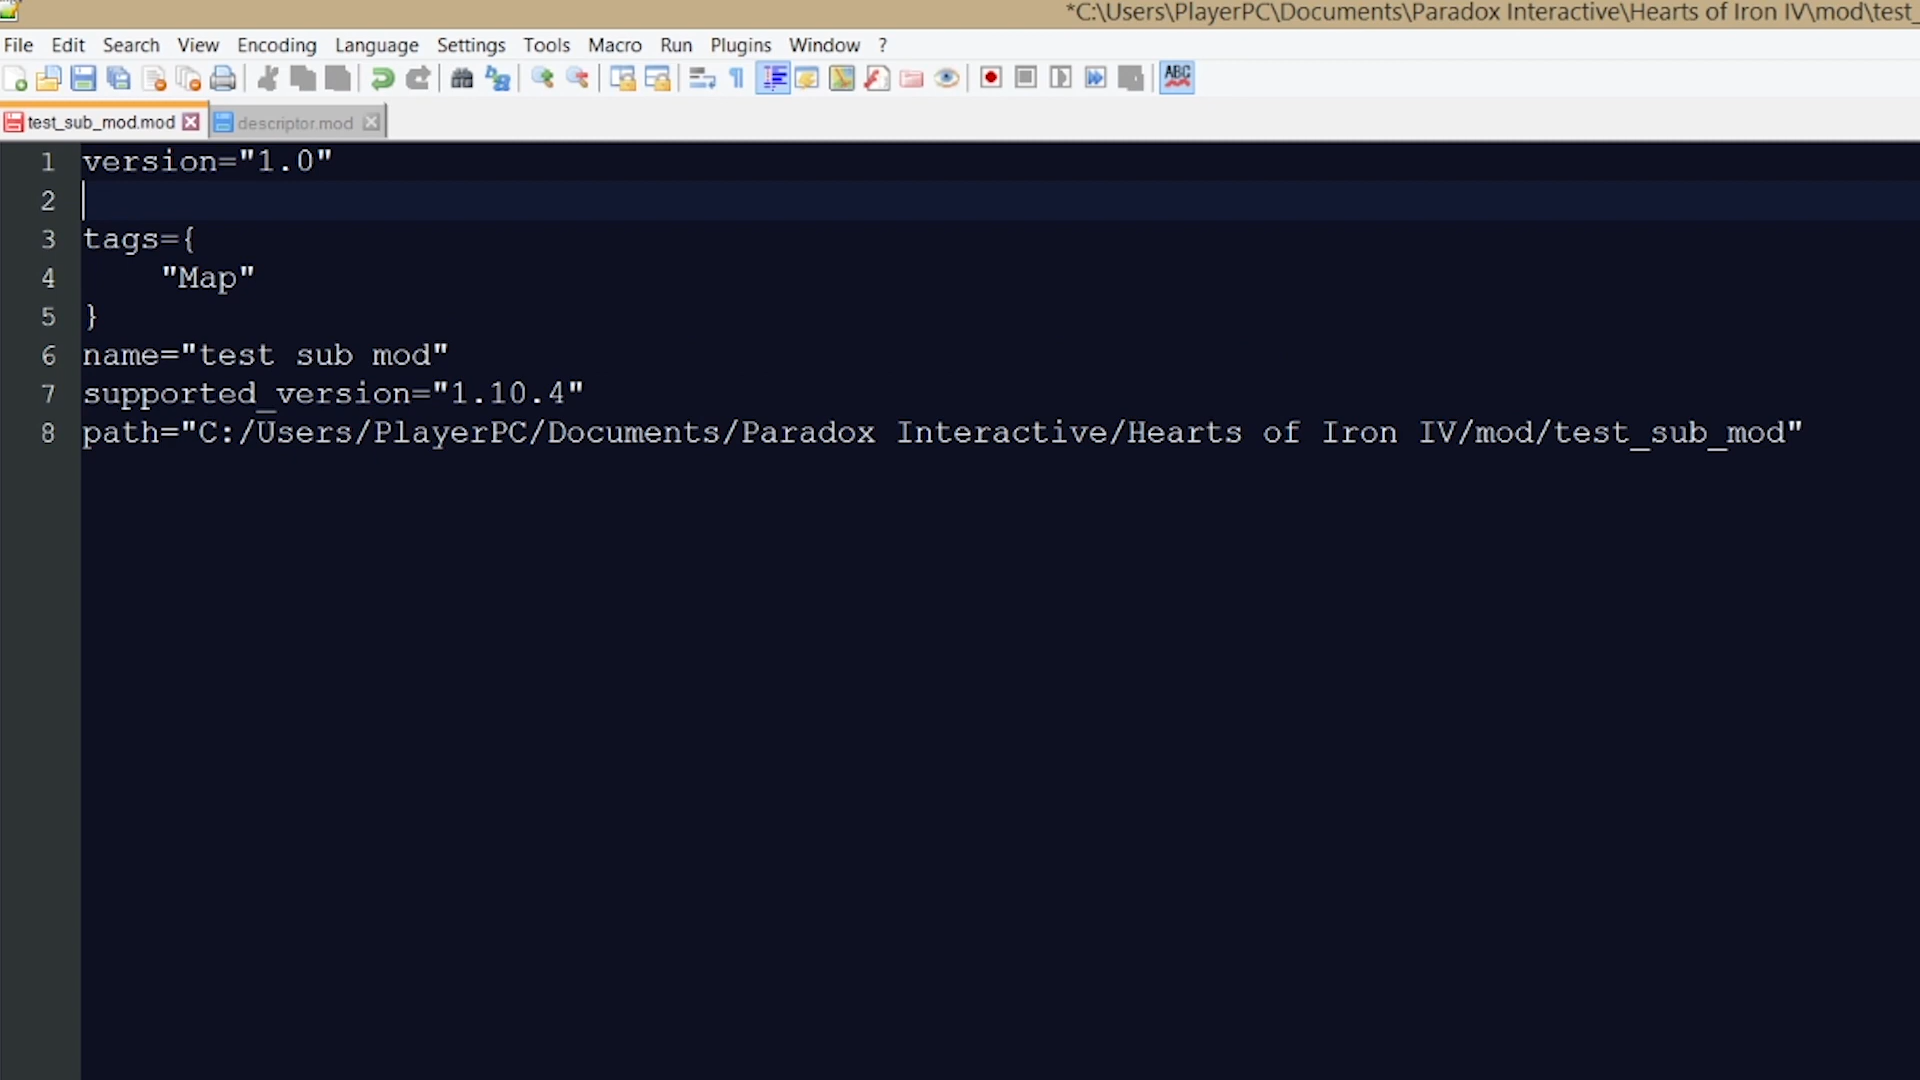 *C:\Users\PlayerPC\Documents\Paradox Interactive\Hearts of Iron IV\mod\test_
File Edit Search View Encoding Language Settings Tools Macro Run Plugins Window ?
ABC
test_sub_mod.mod descriptor.mod
1 version="1.0"
2
3 tags={
4 "Map"
5 }
6 name="test sub mod"
7 supported_version="1.10.4"
8 path="C:/Users/PlayerPC/Documents/Paradox Interactive/Hearts of Iron IV/mod/test_sub_mod"